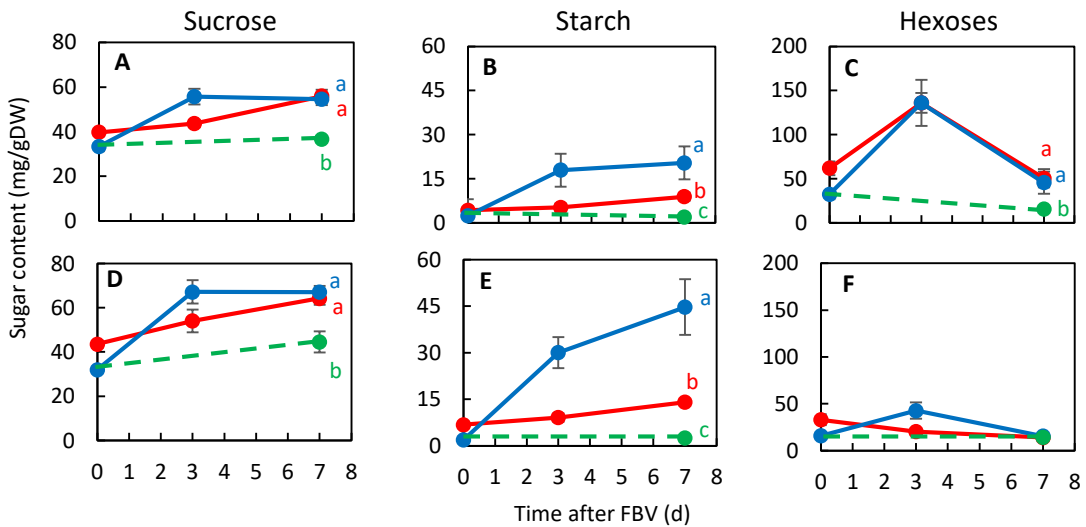 Sucrose
Starch
Hexoses
Sugar content (mg/gDW)
A
80
60
40
20
0
a
a
b
B
60
45
30
15
0
a
b
c
C
200
150
100
50
0
a
a
b
D
80
60
40
20
0
a
a
b
0 1 2 3 4 5 6 7 8
E
60
45
30
15
0
a
b
c
0 1 2 3 4 5 6 7 8
F
200
150
100
50
0
0 1 2 3 4 5 6 7 8
Time after FBV (d)